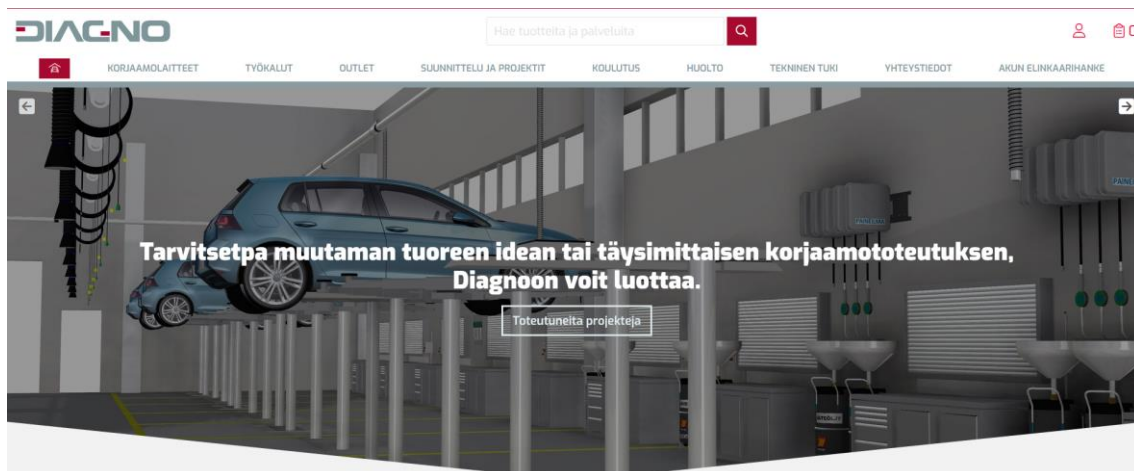 DIAGNO
Hae tuotteita ja palveluita
KORJAAMOLAITTEET TYÖKALUT OUTLET SUUNNITTELU JA PROJEKTIT KOULUTUS HUOLTO TEKNINEN TUKI YHTEYSTIEDOT AKUN ELINKAARIHANKE
Tarvitsetpa muutaman tuoreen idean tai täysimittaisen korjaamototeutuksen,
Diagnoon voit luottaa.
Toteutuneita projekteja